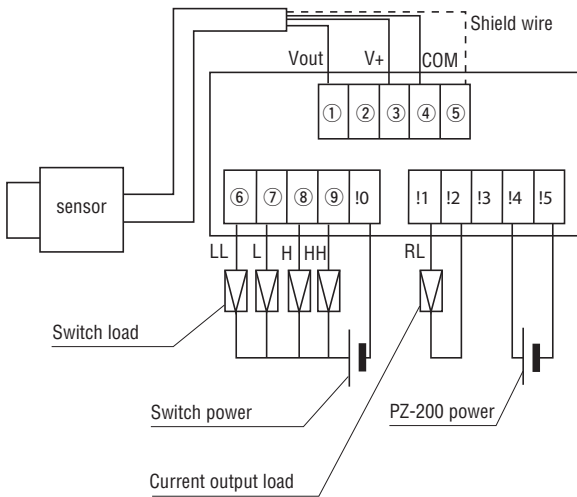 Shield wire
Vout V+ COM
① ② ③ ④ ⑤
sensor
⑥ ⑦ ⑧ ⑨ !0 !1 !2 !3 !4 !5
LL L H HH RL
Switch load
Switch power
PZ-200 power
Current output load